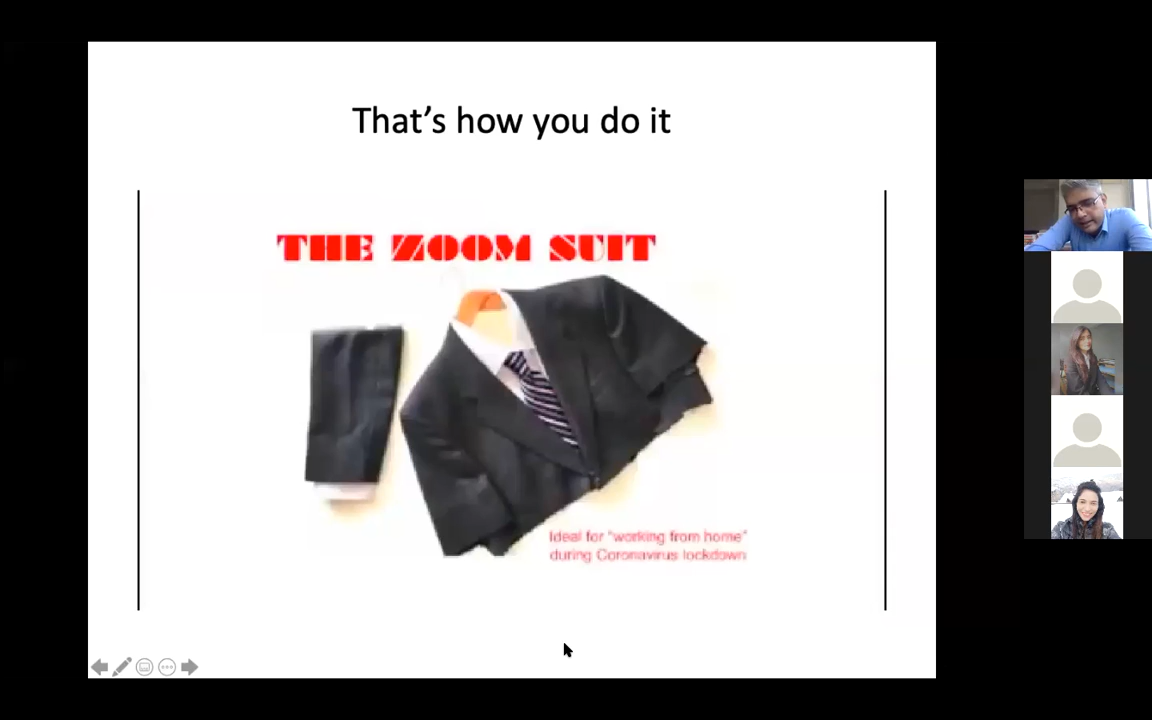 That's how you do it
THE ZOOM SUIT
Ideal for "working from home"
during Coronavirus lockdown